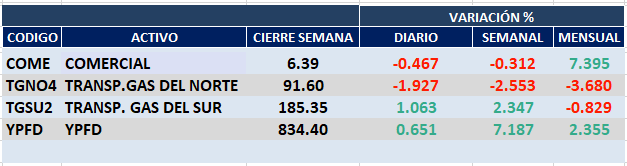 VARIACIÓN %
CODIGO ACTIVO CIERRE SEMANA DIARIO SEMANAL MENSUAL
COME COMERCIAL 6.39 -0.467 -0.312 7.395
TGNO4 TRANSP.GAS DEL NORTE 91.60 -1.927 -2.553 -3.680
TGSU2 TRANSP. GAS DEL SUR 185.35 1.063 2.347 -0.829
YPFD YPFD 834.40 0.651 7.187 2.355